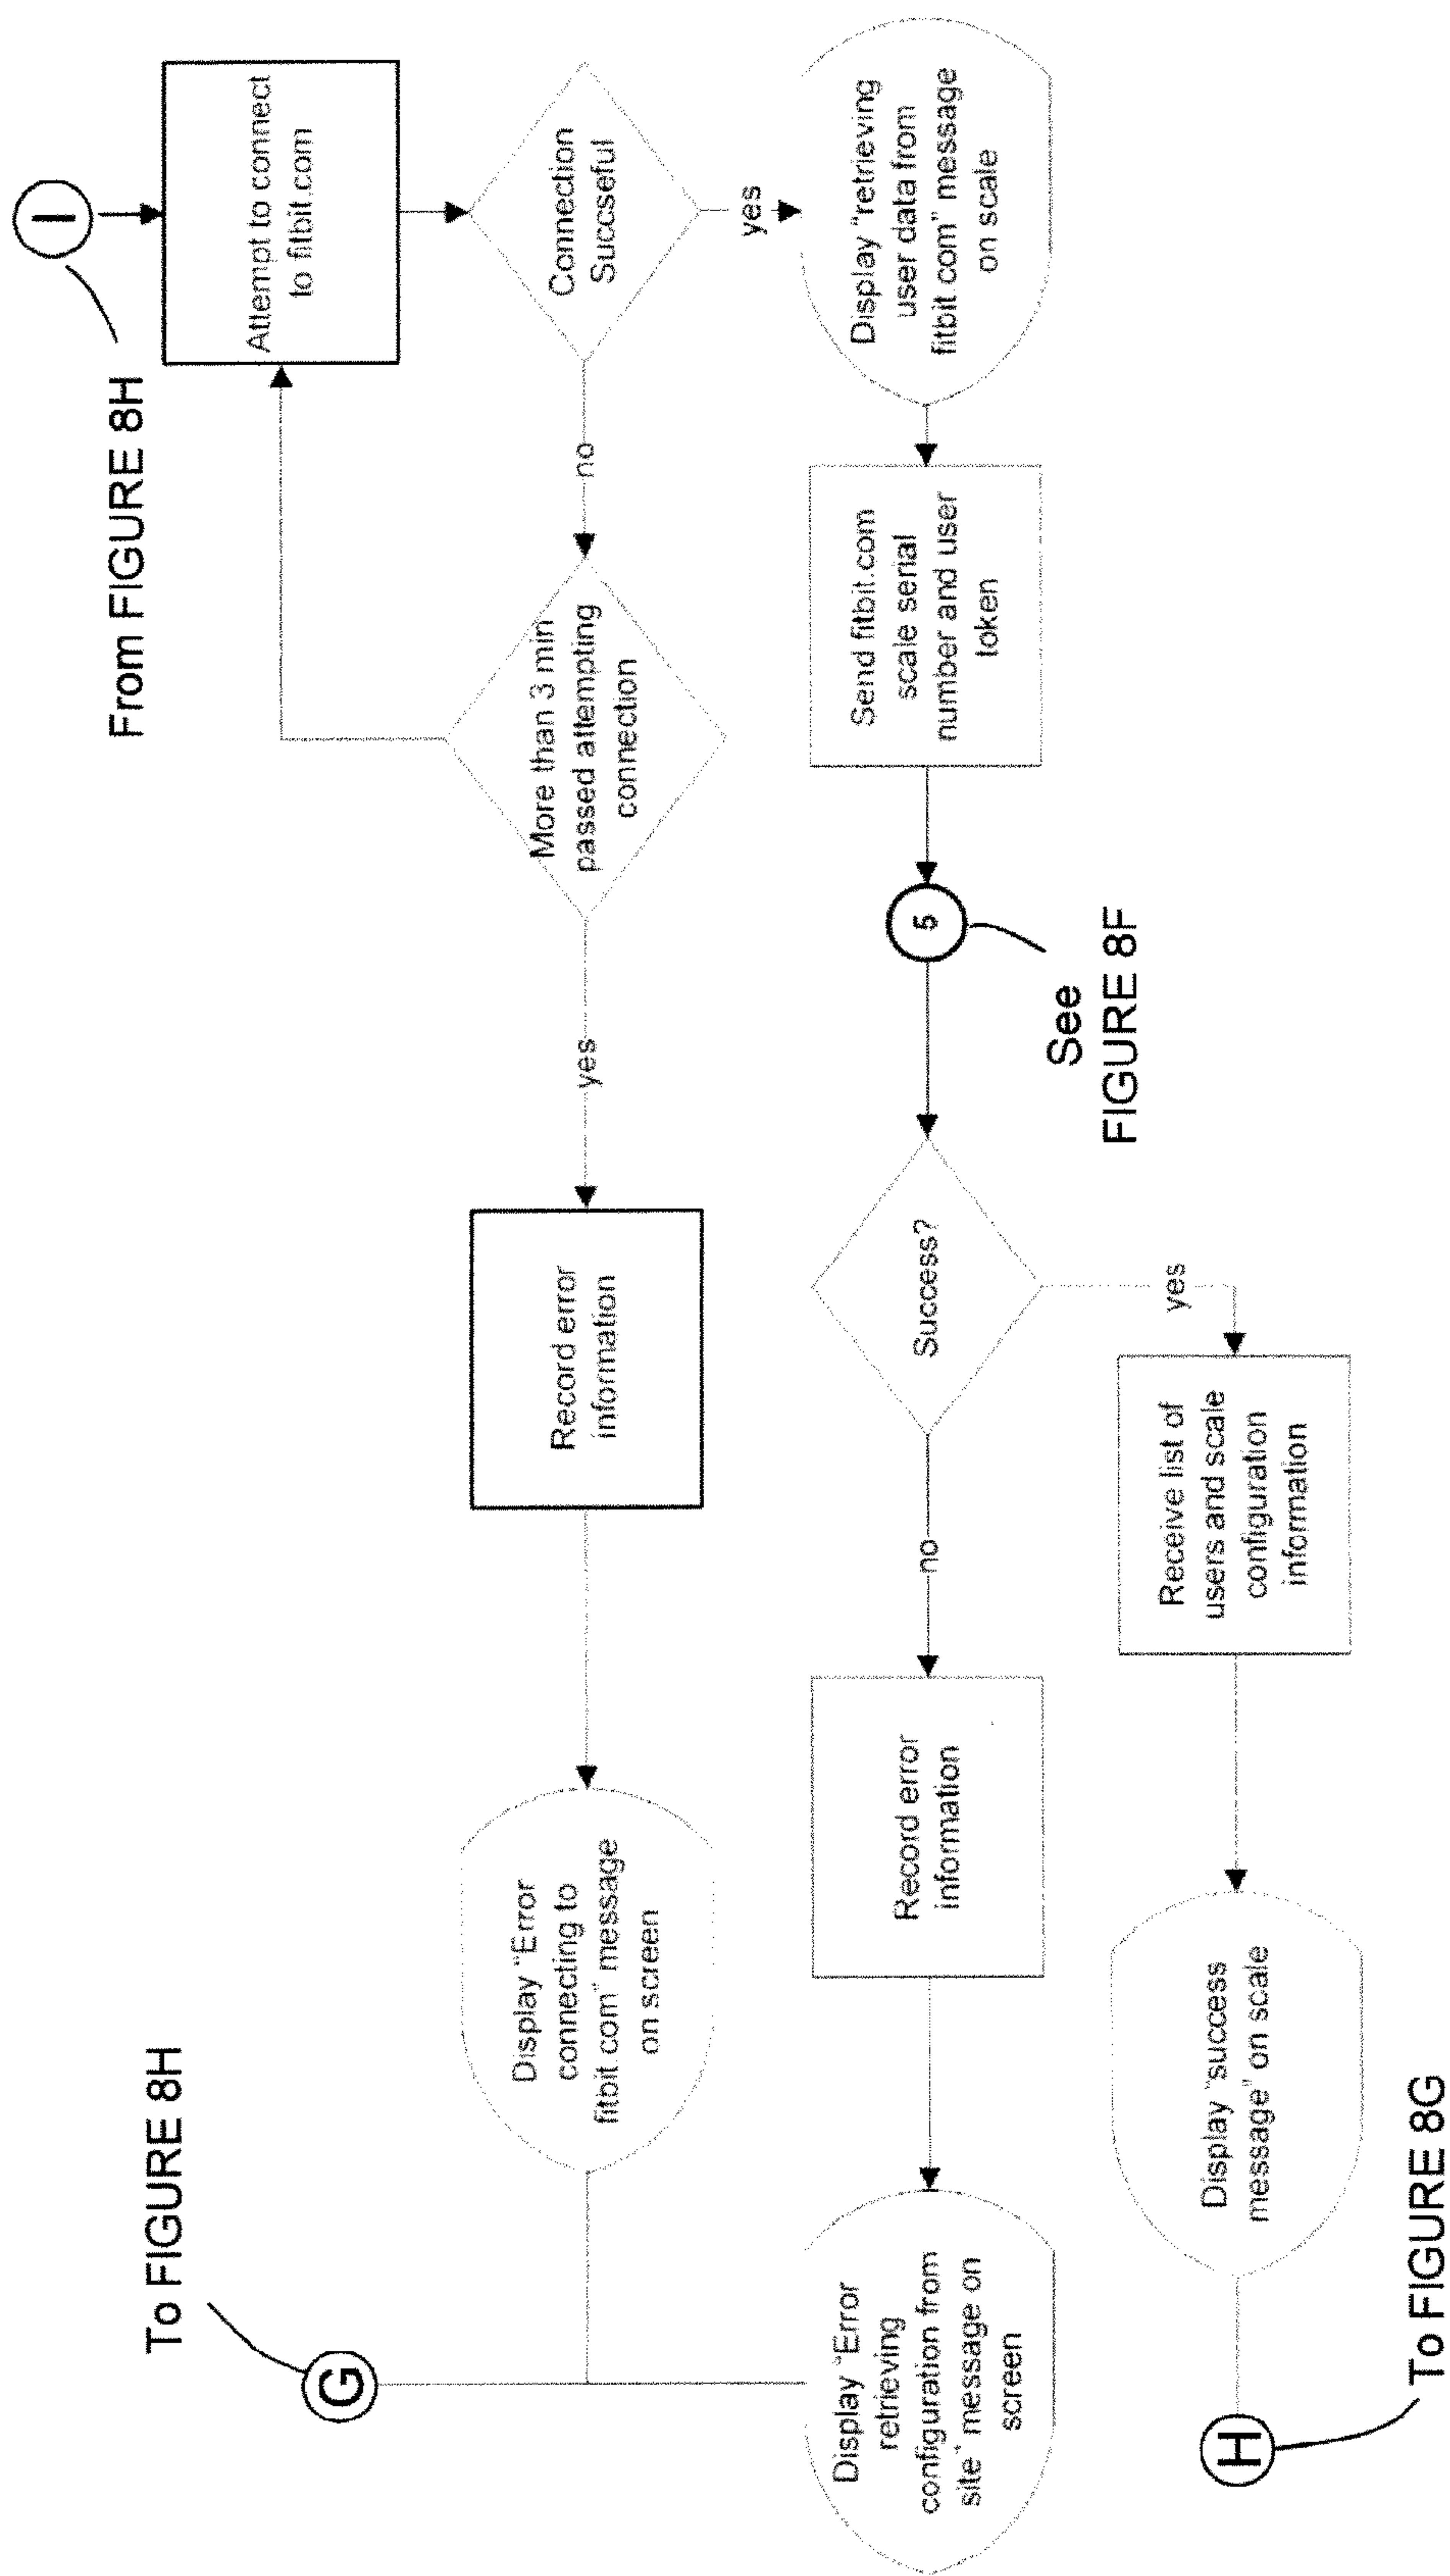 From FIGURE 8H
I
Attempt to connect
to fitbit.com
Connection
Succseful
no
yes
More than 3 min
passed attempting
connection
yes
Record error
information
Display "Error
connecting to
fitbit.com" message
on screen
To FIGURE 8H
G
Display "retrieving
user data from
fitbit.com" message
on scale
Send fitbit.com
scale serial
number and user
token
5
See
FIGURE 8F
Success?
no
yes
Record error
information
Display "Error
retrieving
configuration from
site" message on
screen
Receive list of
users and scale
configuration
information
Display "success
message" on scale
H
To FIGURE 8G